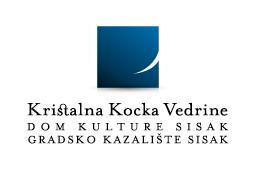 Kristalna Kocka Vedrine
DOM KULTURE SISAK
GRADSKO KAZALIŠTE SISAK